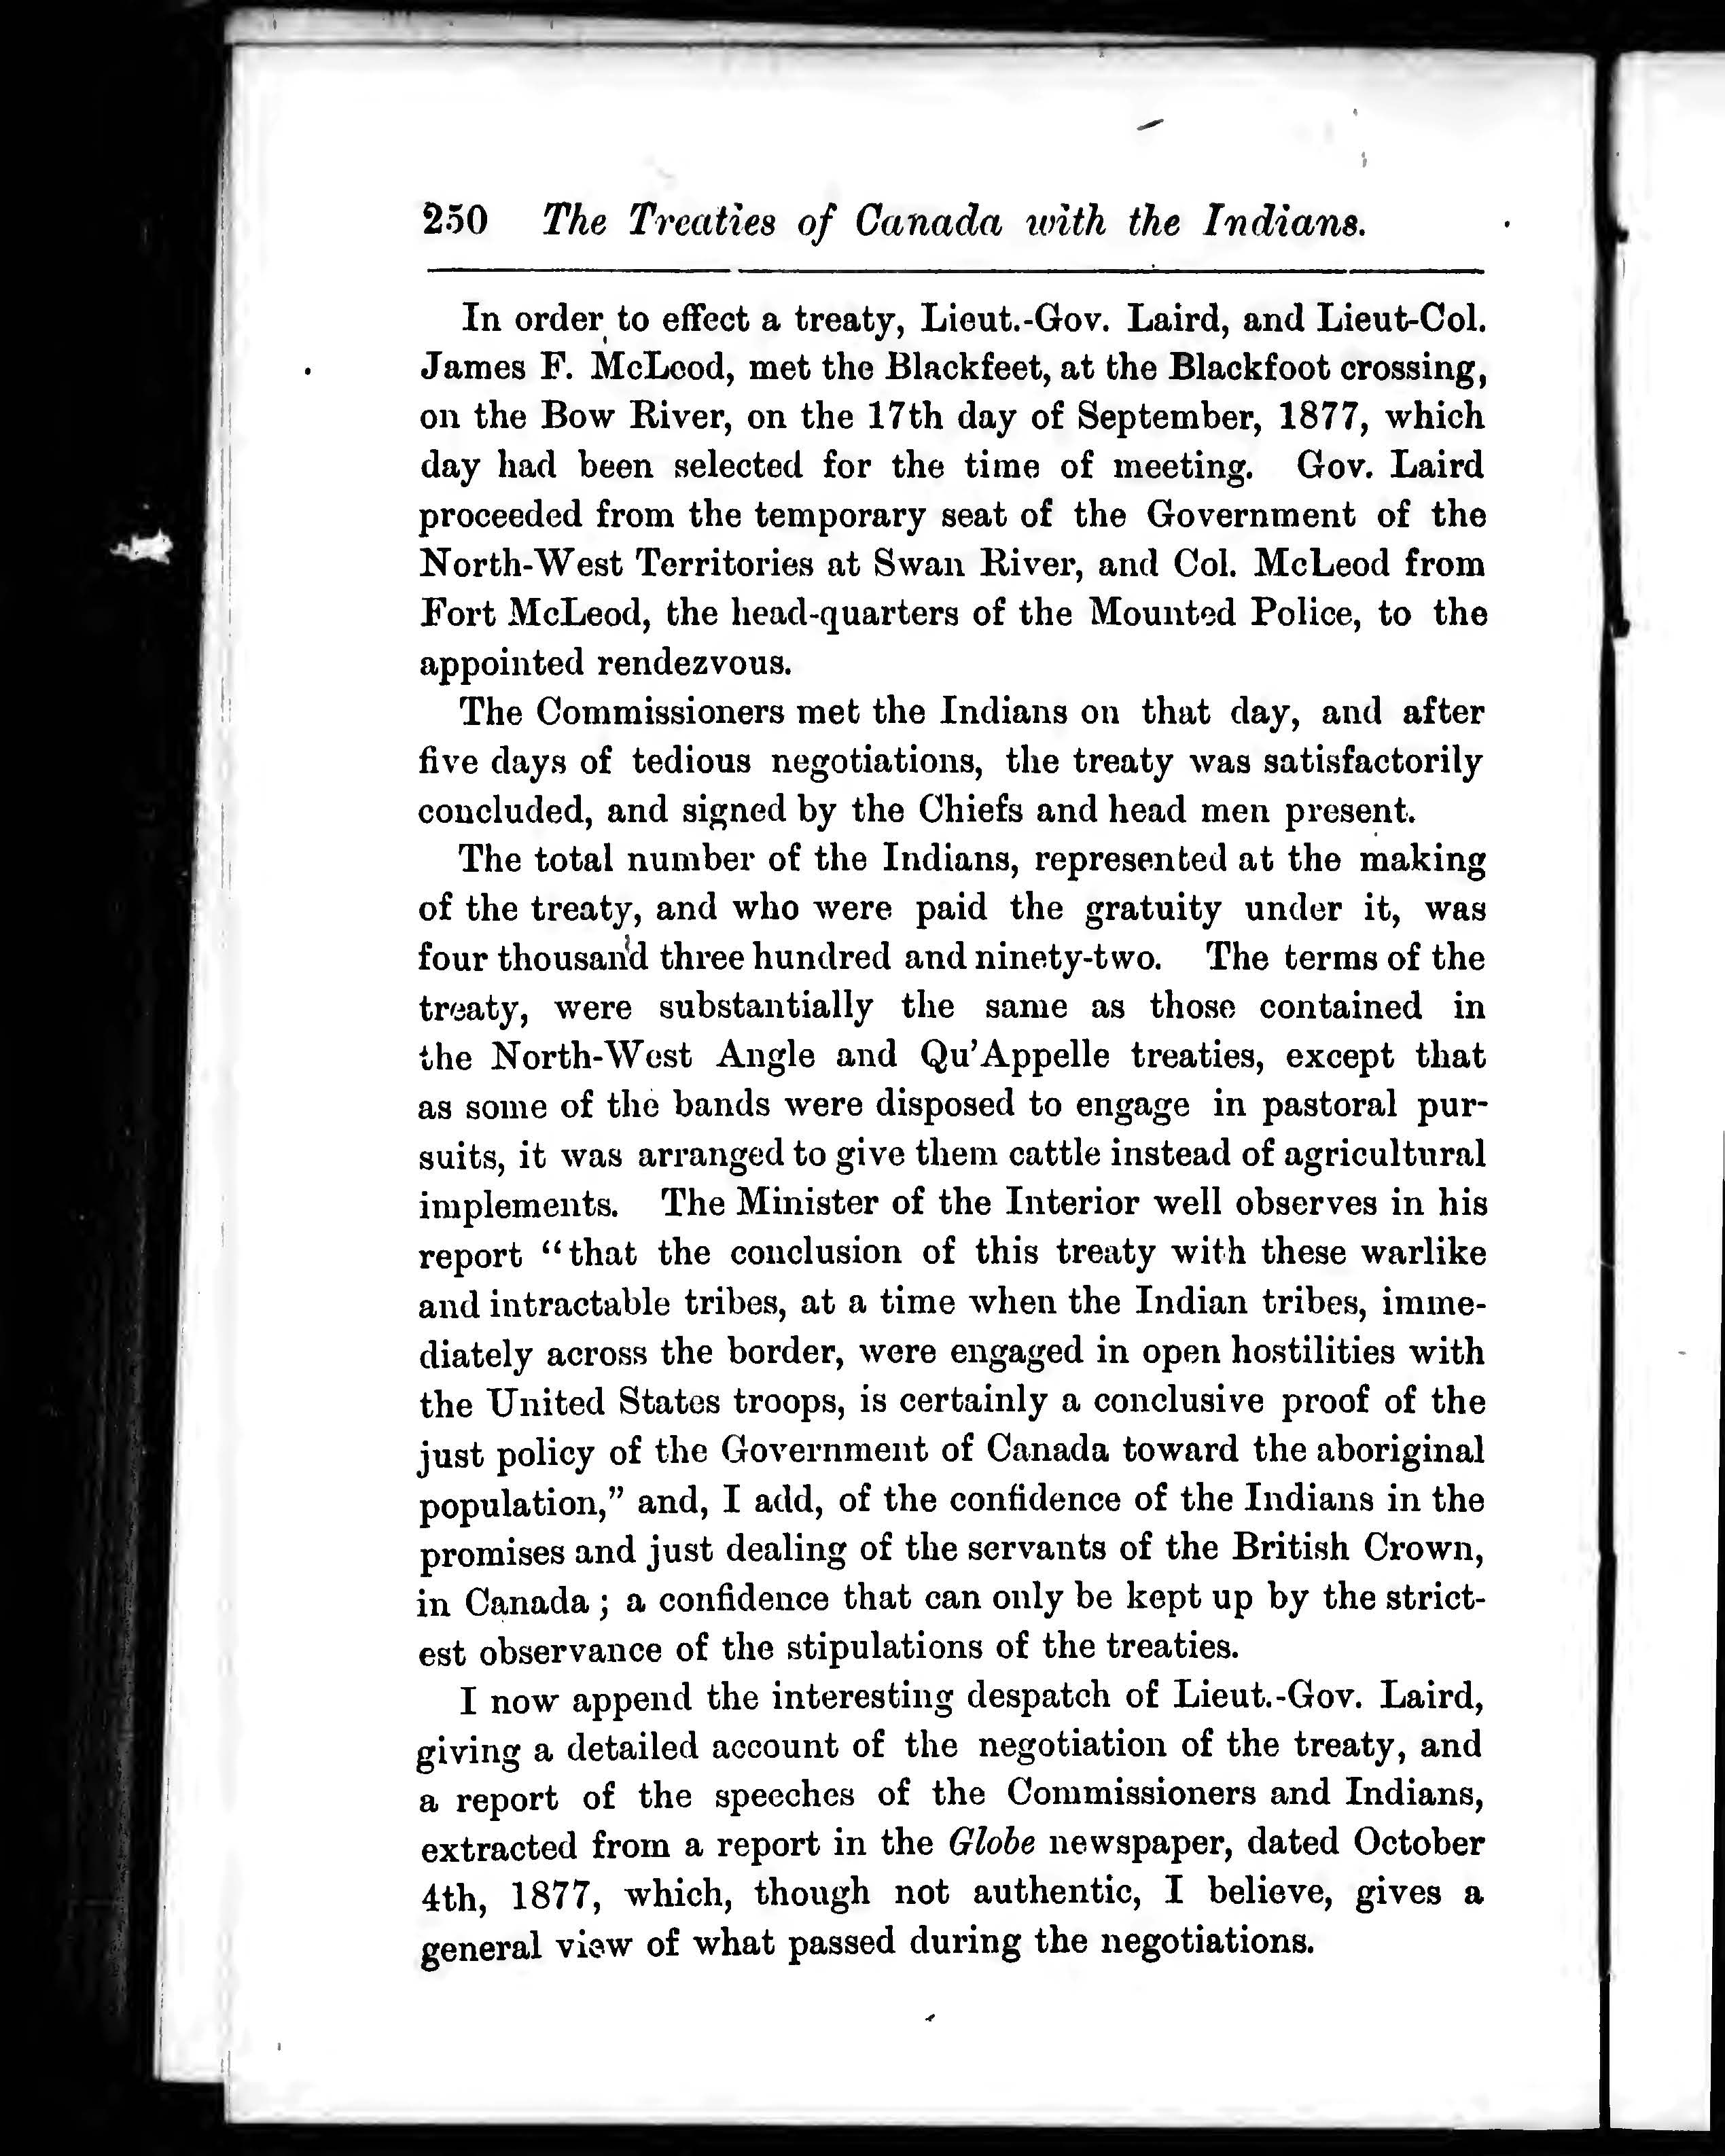 250 The Treaties of Canada with the Indians.
In order to effect a treaty, Lieut.-Gov. Laird, and Lieut-Col.
James F. McLeod, met the Blackfeet, at the Blackfoot crossing,
on the Bow River, on the 17th day of September, 1877, which
day had been selected for the time of meeting. Gov. Laird
proceeded from the temporary seat of the Government of the
North-West Territories at Swan River, and Col. McLeod from
Fort McLeod, the head-quarters of the Mounted Police, to the
appointed rendezvous.
The Commissioners met the Indians on that day, and after
five days of tedious negotiations, the treaty was satisfactorily
concluded, and signed by the Chiefs and head men present.
The total number of the Indians, represented at the making
of the treaty, and who were paid the gratuity under it, was
four thousand three hundred and ninety-two. The terms of the
treaty, were substantially the same as those contained in
the North-West Angle and Qu'Appelle treaties, except that
as some of the bands were disposed to engage in pastoral pur-
suits, it was arranged to give them cattle instead of agricultural
implements. The Minister of the Interior well observes in his
report “that the conclusion of this treaty with these warlike
and intractable tribes, at a time when the Indian tribes, imme-
diately across the border, were engaged in open hostilities with
the United States troops, is certainly a conclusive proof of the
just policy of the Government of Canada toward the aboriginal
population,” and, I add, of the confidence of the Indians in the
promises and just dealing of the servants of the British Crown,
in Canada; a confidence that can only be kept up by the strict-
est observance of the stipulations of the treaties.
I now append the interesting despatch of Lieut.-Gov. Laird,
giving a detailed account of the negotiation of the treaty, and
a report of the speeches of the Commissioners and Indians,
extracted from a report in the Globe newspaper, dated October
4th, 1877, which, though not authentic, I believe, gives a
general view of what passed during the negotiations.